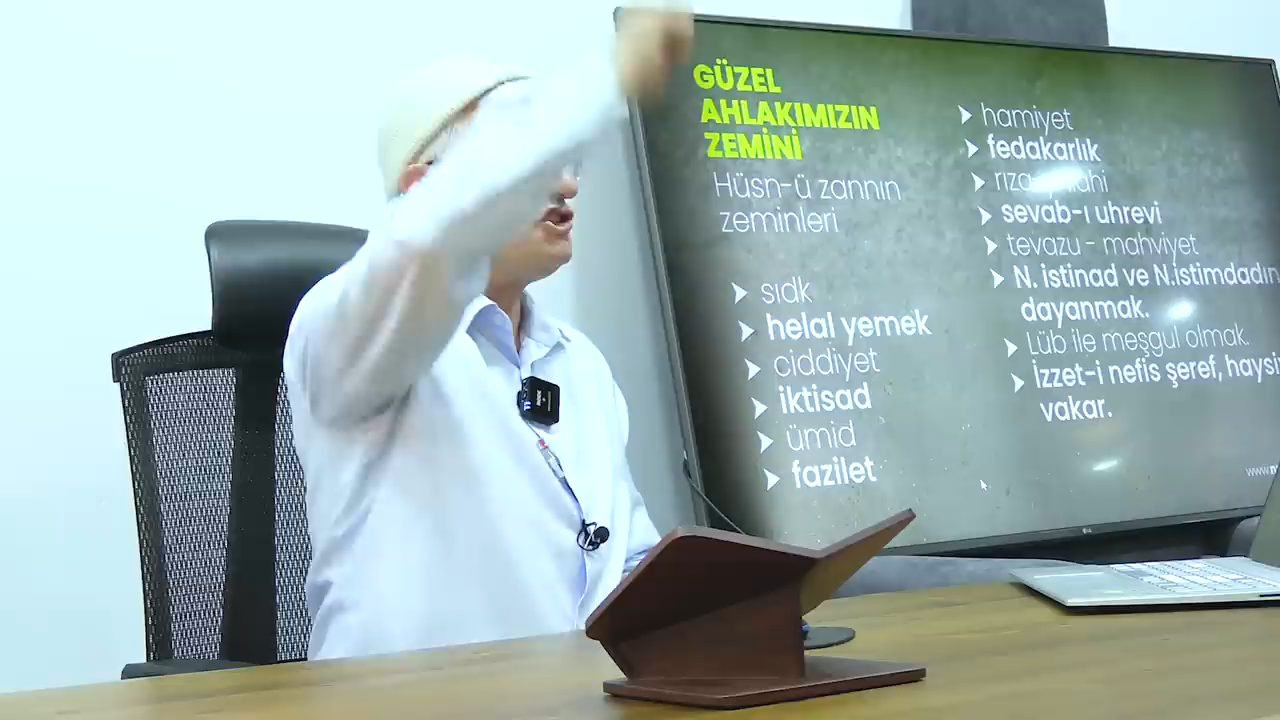 GÜZEL
AHLAKIMIZIN
ZEMİNİ
Hüsn-ü zannın
zeminleri
sıdk
helal yemek
ciddiyet
iktisad
ümid
fazilet
hamiyet
fedakarlık
sevab-ı uhrevi
tevazu - mahviyet
N. istinad ve N.istimdadın
dayanmak.
Lüb ile meşgul olmak.
İzzet-i nefis şeref,
vakar.